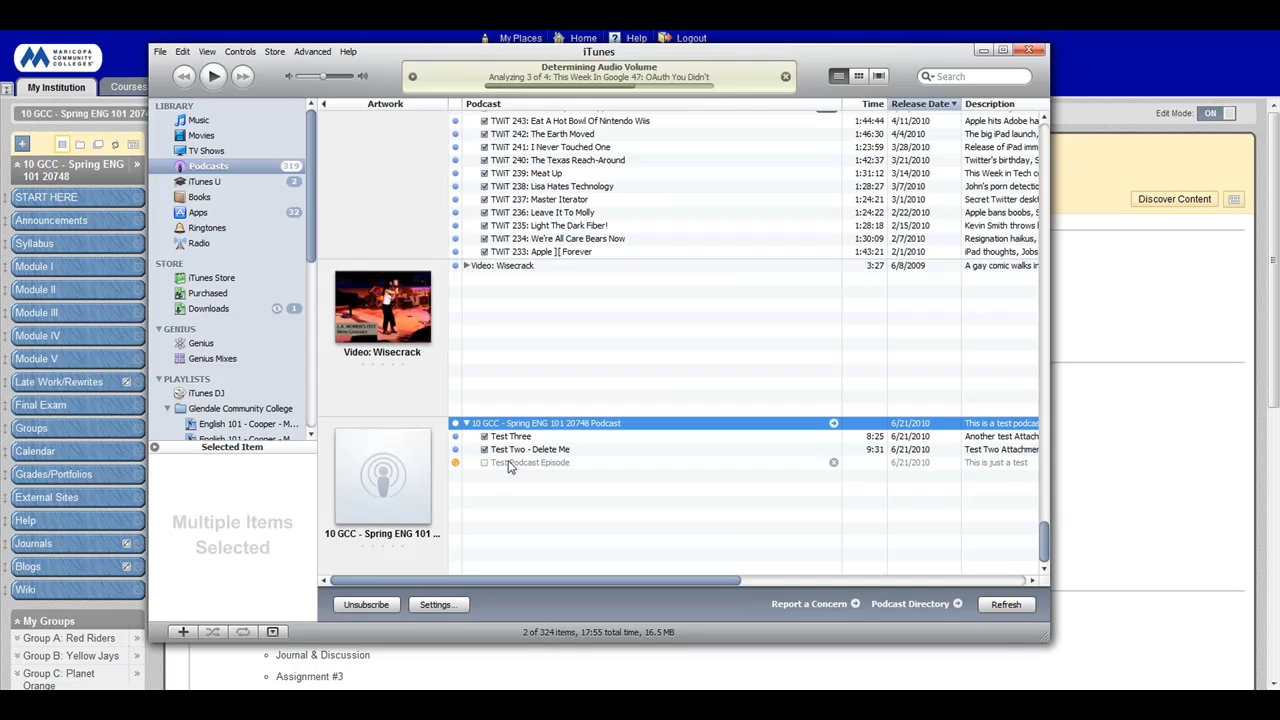 My Places Home Help Logout
MARICOPA COMMUNITY COLLEGES
My Institution Courses
10 GCC - Spring ENG 101 2074
Edit Mode: ON
10 GCC - Spring ENG 101 20748
START HERE
Announcements
Syllabus
Module I
Module II
Module III
Module IV
Module V
Late Work/Rewrites
Final Exam
Groups
Calendar
Grades/Portfolios
External Sites
Help
Journals
Blogs
Wiki
My Groups
Group A: Red Riders
Group B: Yellow Jays
Group C: Planet Orange
Discover Content
Journal & Discussion
Assignment #3
iTunes
File Edit View Controls Store Advanced Help
Determining Audio Volume
Analyzing 3 of 4: This Week In Google 47: OAuth You Didn't
Search
LIBRARY
Music
Movies
TV Shows
Podcasts 319
iTunes U 2
Books
Apps 32
Ringtones
Radio
STORE
iTunes Store
Purchased
Downloads 1
GENIUS
Genius
Genius Mixes
PLAYLISTS
iTunes DJ
Glendale Community College
English 101 - Cooper - M...
Selected Item
Multiple Items Selected
Artwork Podcast Time Release Date Description
TWiT 243: Eat A Hot Bowl Of Nintendo Wiis 1:44:44 4/11/2010 Apple hits Adobe ha
TWiT 242: The Earth Moved 1:46:30 4/4/2010 The big iPad launch,
TWiT 241: I Never Touched One 1:23:59 3/28/2010 Release of iPad immi
TWiT 240: The Texas Reach-Around 1:42:37 3/21/2010 Twitter's birthday, S
TWiT 239: Meat Up 1:31:12 3/14/2010 This Week in Tech c
TWiT 238: Lisa Hates Technology 1:28:27 3/7/2010 John's porn detectio
TWiT 237: Master Iterator 1:24:21 3/1/2010 Secret Twitter deskt
TWiT 236: Leave It To Molly 1:24:22 2/22/2010 Apple bans boobs, S
TWiT 235: Light The Dark Fiber! 1:28:18 2/15/2010 Kevin Smith throws
TWiT 234: We're All Care Bears Now 1:30:09 2/7/2010 Resignation haikus,
TWiT 233: Apple ][ Forever 1:43:21 2/1/2010 iPad thoughts, James
Video: Wisecrack 3:27 6/8/2009 A gay comic walks in
Video: Wisecrack
10 GCC - Spring ENG 101 20748 Podcast 6/21/2010 This is a test podcas
Test Three 8:25 6/21/2010 Another test Attach
Test Two - Delete Me 9:31 6/21/2010 Test Two Attachmen
Test Podcast Episode 6/21/2010 This is just a test
10 GCC - Spring ENG 101 ...
Unsubscribe Settings... Report a Concern Podcast Directory Refresh
2 of 324 items, 17:55 total time, 16.5 MB